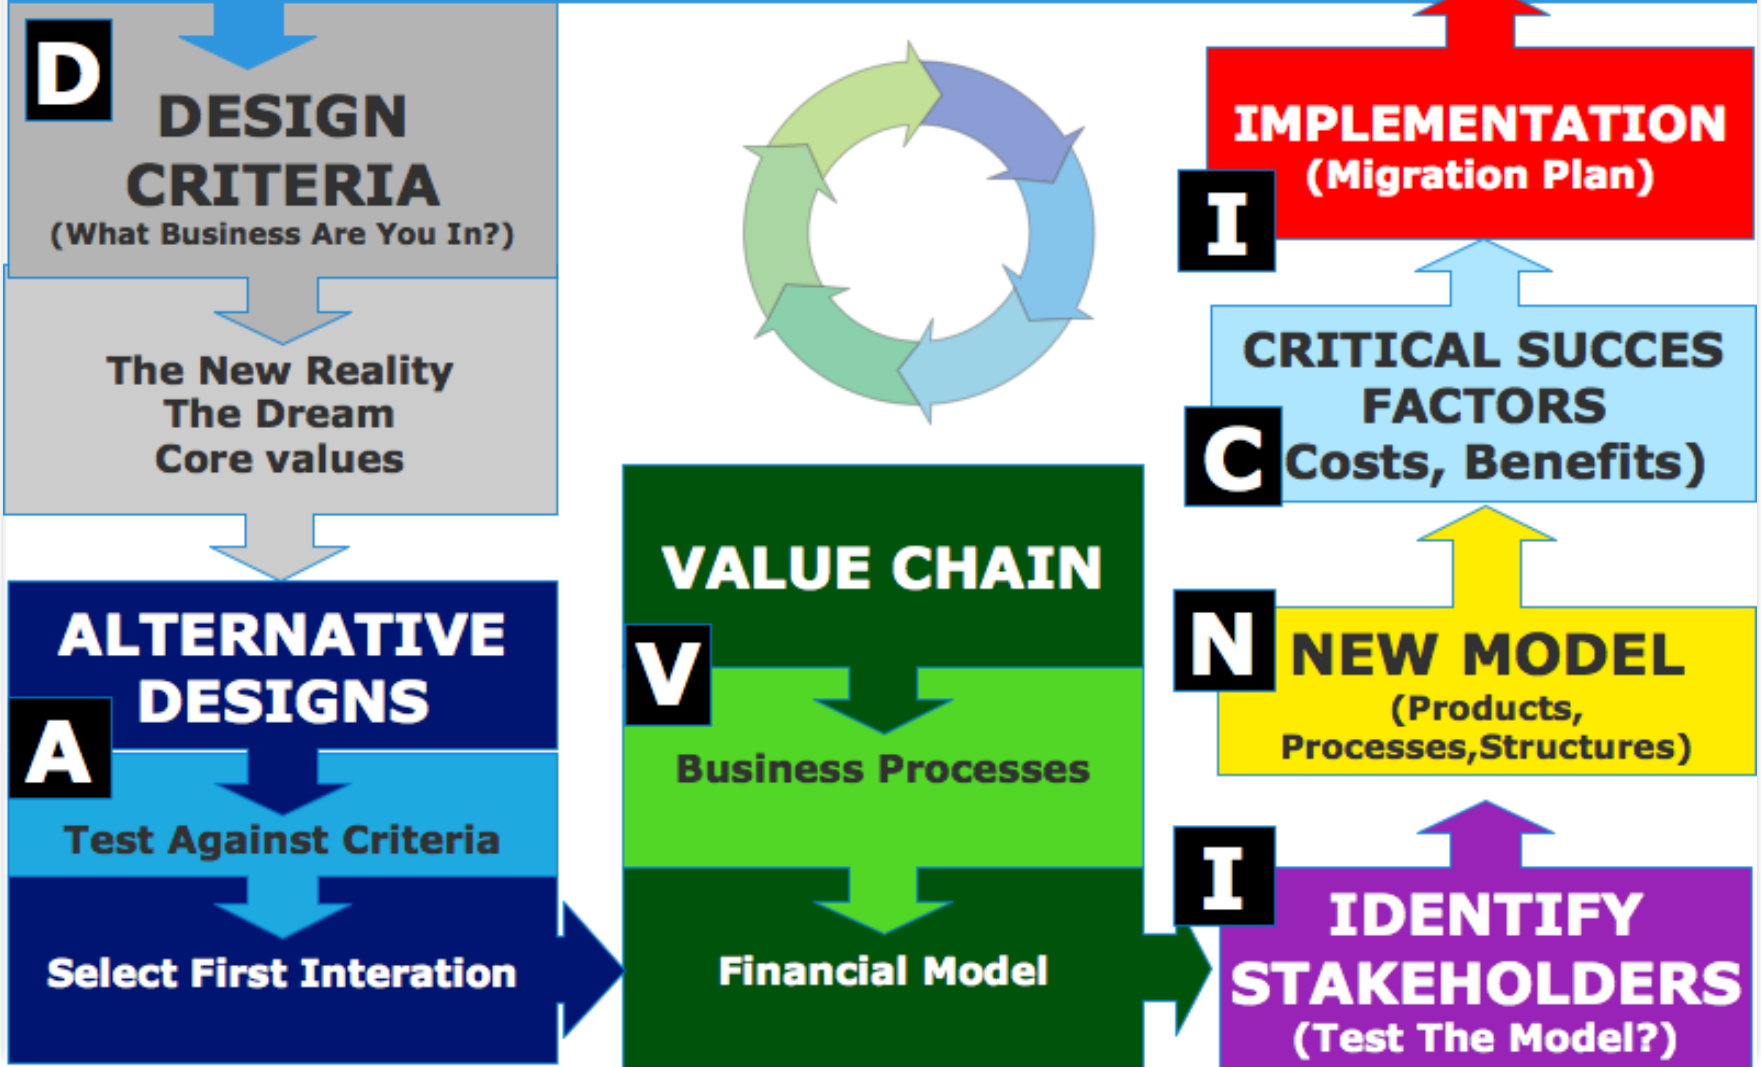 D
DESIGN
CRITERIA
(What Business Are You In?)
The New Reality
The Dream
Core values
ALTERNATIVE
DESIGNS
A
Test Against Criteria
Select First Interation
VALUE CHAIN
V
Business Processes
Financial Model
I
IDENTIFY
STAKEHOLDERS
(Test The Model?)
N
NEW MODEL
(Products,
Processes,Structures)
CRITICAL SUCCES
FACTORS
C
Costs, Benefits)
IMPLEMENTATION
(Migration Plan)
I